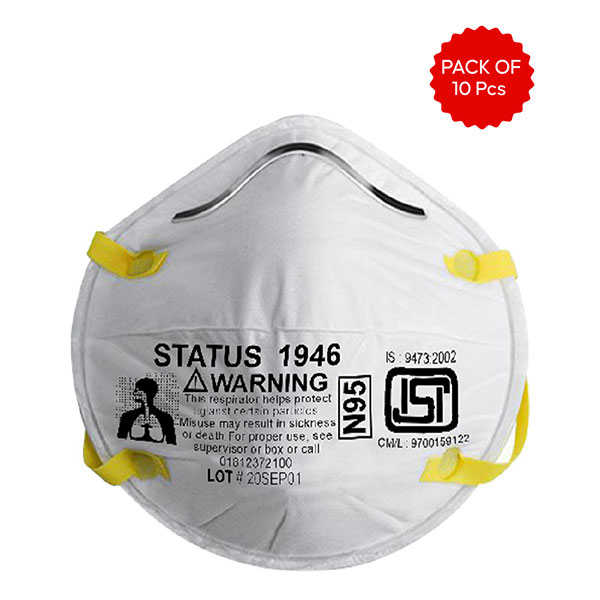 PACK OF
10 Pcs
STATUS 1946
⚠WARNING
This respirator helps protect
against certain particles
Misuse may result in sickness
or death For proper use, see
supervisor or box or call
01812372100
LOT # 20SEP01
N95
IS : 9473:2002
ISI
CM/L : 9700159122